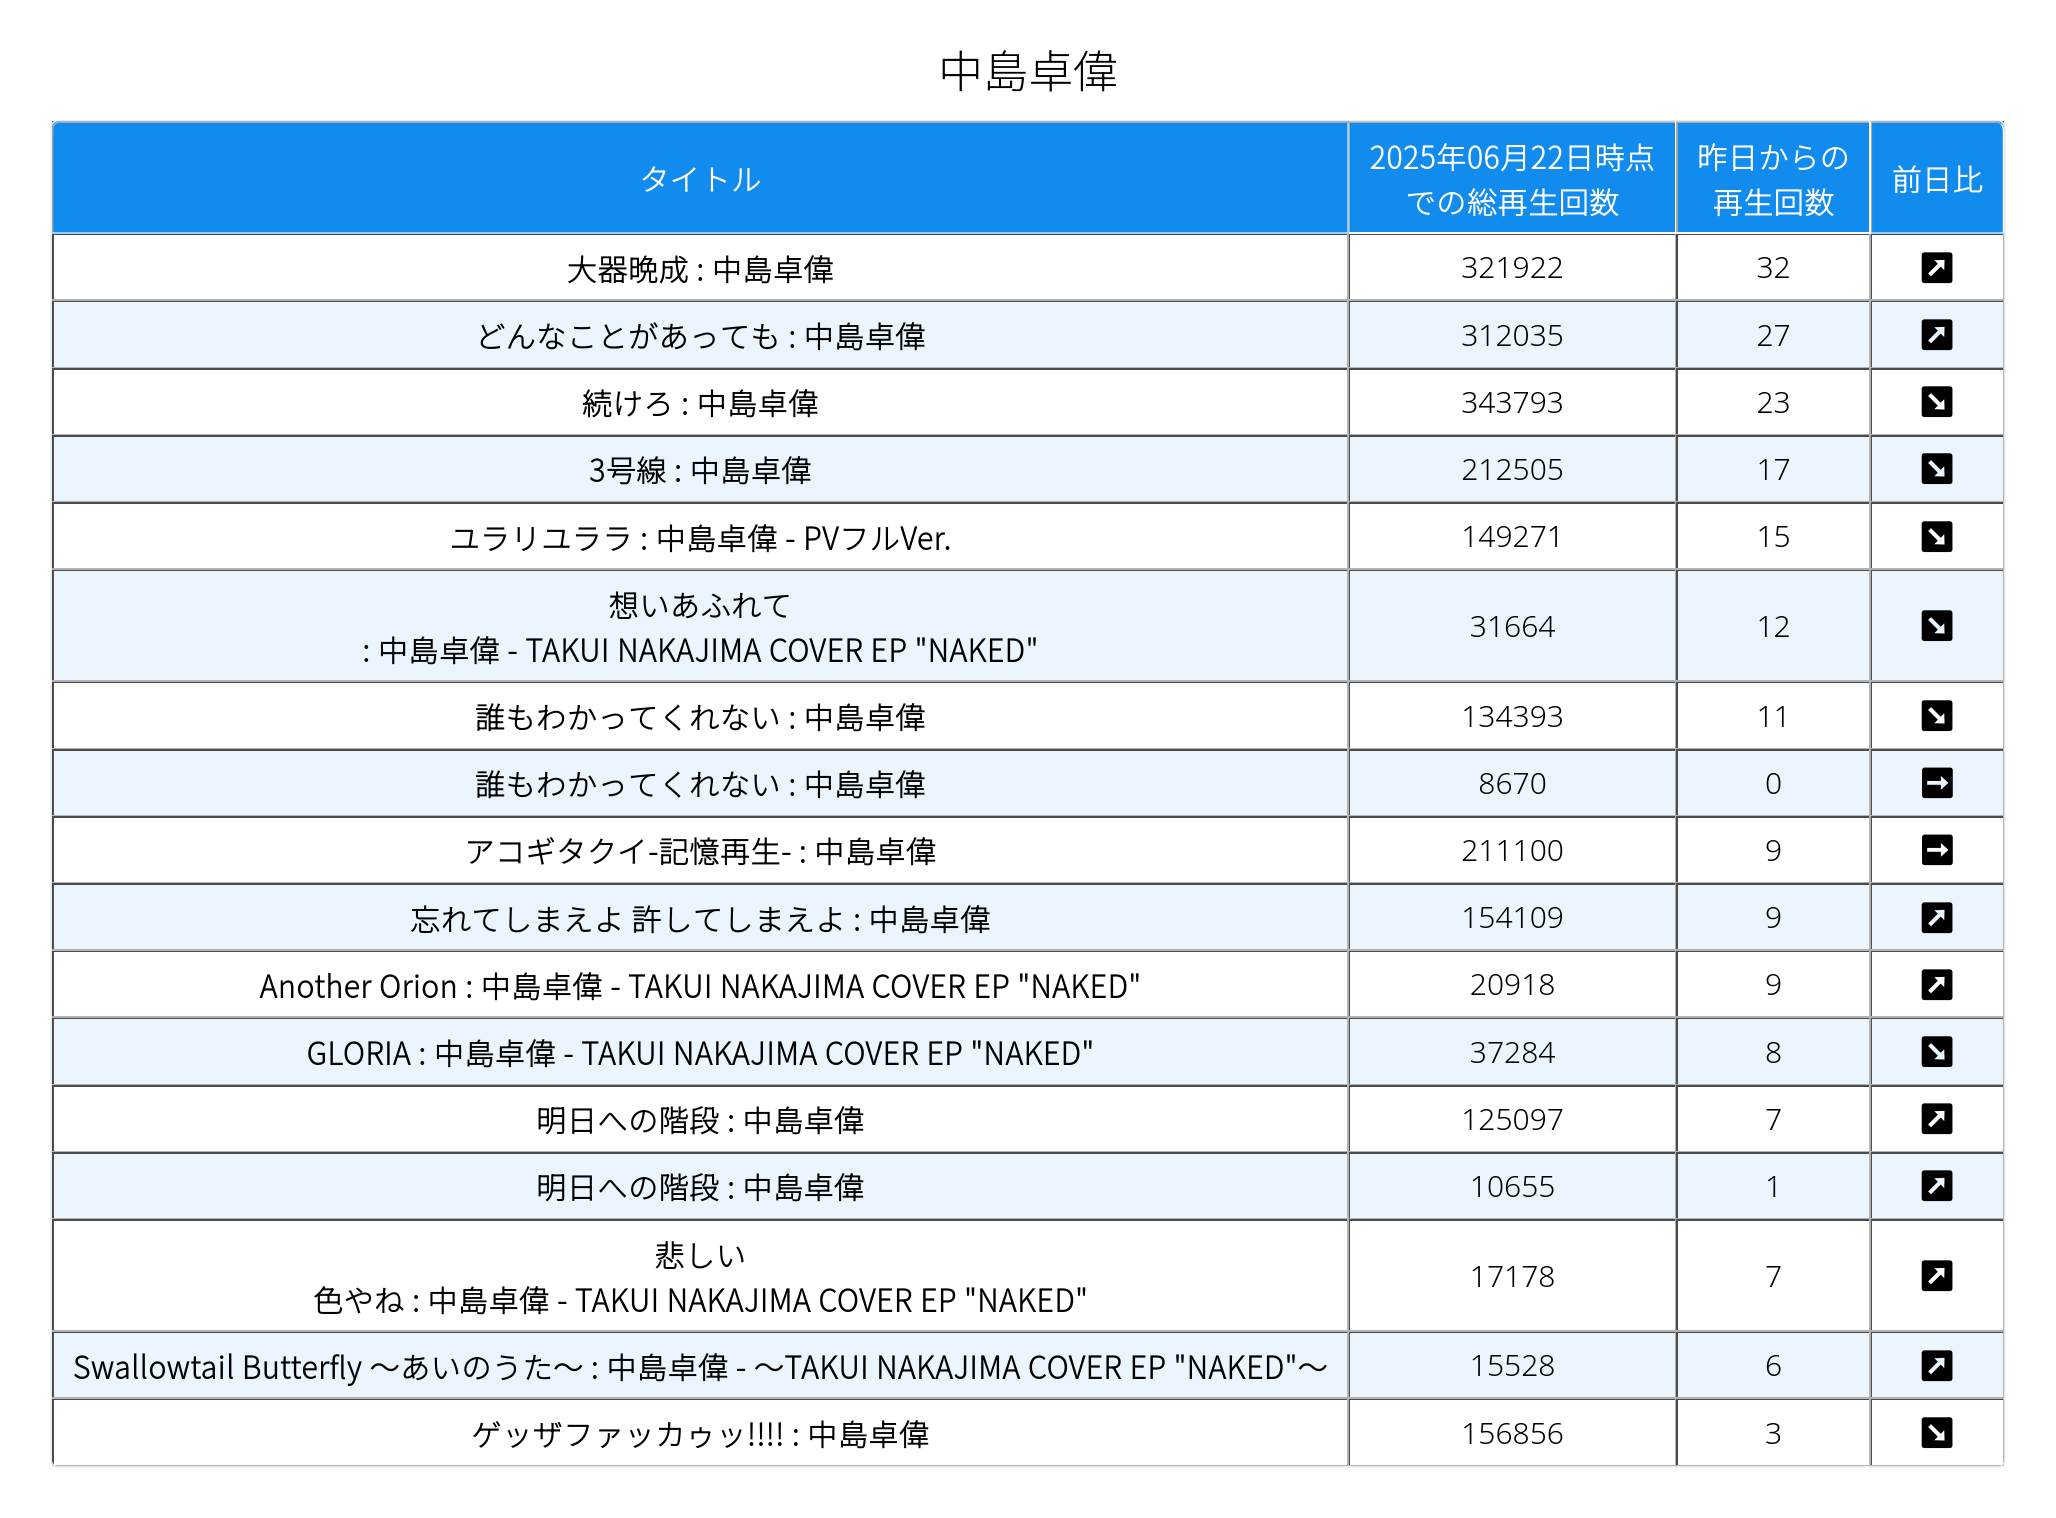 中島卓偉
タイトル
2025年06月22日時点
での総再生回数
昨日からの
再生回数
前日比
大器晩成 : 中島卓偉 321922 32 ↗
どんなことがあっても : 中島卓偉 312035 27 ↗
続けろ : 中島卓偉 343793 23 ↘
3号線 : 中島卓偉 212505 17 ↘
ユラリユララ : 中島卓偉 - PVフルVer. 149271 15 ↘
想いあふれて
: 中島卓偉 - TAKUI NAKAJIMA COVER EP "NAKED" 31664 12 ↘
誰もわかってくれない : 中島卓偉 134393 11 ↘
誰もわかってくれない : 中島卓偉 8670 0 →
アコギタクイ-記憶再生- : 中島卓偉 211100 9 →
忘れてしまえよ 許してしまえよ : 中島卓偉 154109 9 ↗
Another Orion : 中島卓偉 - TAKUI NAKAJIMA COVER EP "NAKED" 20918 9 ↗
GLORIA : 中島卓偉 - TAKUI NAKAJIMA COVER EP "NAKED" 37284 8 ↘
明日への階段 : 中島卓偉 125097 7 ↗
明日への階段 : 中島卓偉 10655 1 ↗
悲しい
色やね : 中島卓偉 - TAKUI NAKAJIMA COVER EP "NAKED" 17178 7 ↗
Swallowtail Butterfly 〜あいのうた〜 : 中島卓偉 - 〜TAKUI NAKAJIMA COVER EP "NAKED"〜 15528 6 ↗
ゲッザファッカゥッ!!!! : 中島卓偉 156856 3 ↘